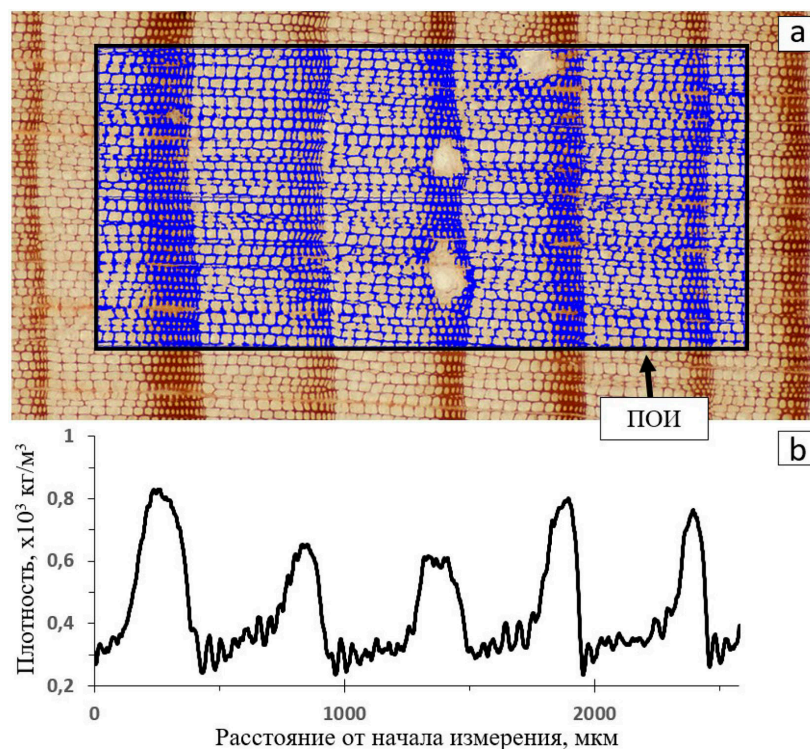 a
ПОИ
b
Плотность, х10³ кг/м³
1
0,8
0,6
0,4
0,2
0 1000 2000
Расстояние от начала измерения, мкм